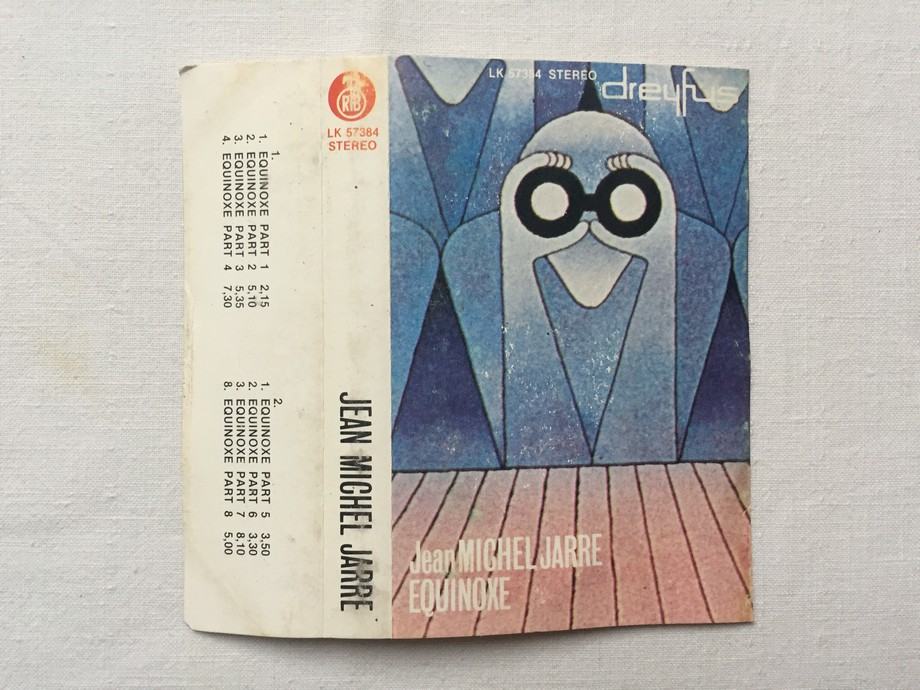 1.
1. EQUINOXE PART 1 2,15
2. EQUINOXE PART 2 5,10
3. EQUINOXE PART 3 5,35
4. EQUINOXE PART 4 7,30
2.
1. EQUINOXE PART 5 3,50
2. EQUINOXE PART 6 3,30
3. EQUINOXE PART 7 8,10
8. EQUINOXE PART 8 5,00
RTB
LK 57384
STEREO
JEAN MICHEL JARRE
LK 57384 STEREO
dreyfus
Jean MICHEL JARRE
EQUINOXE